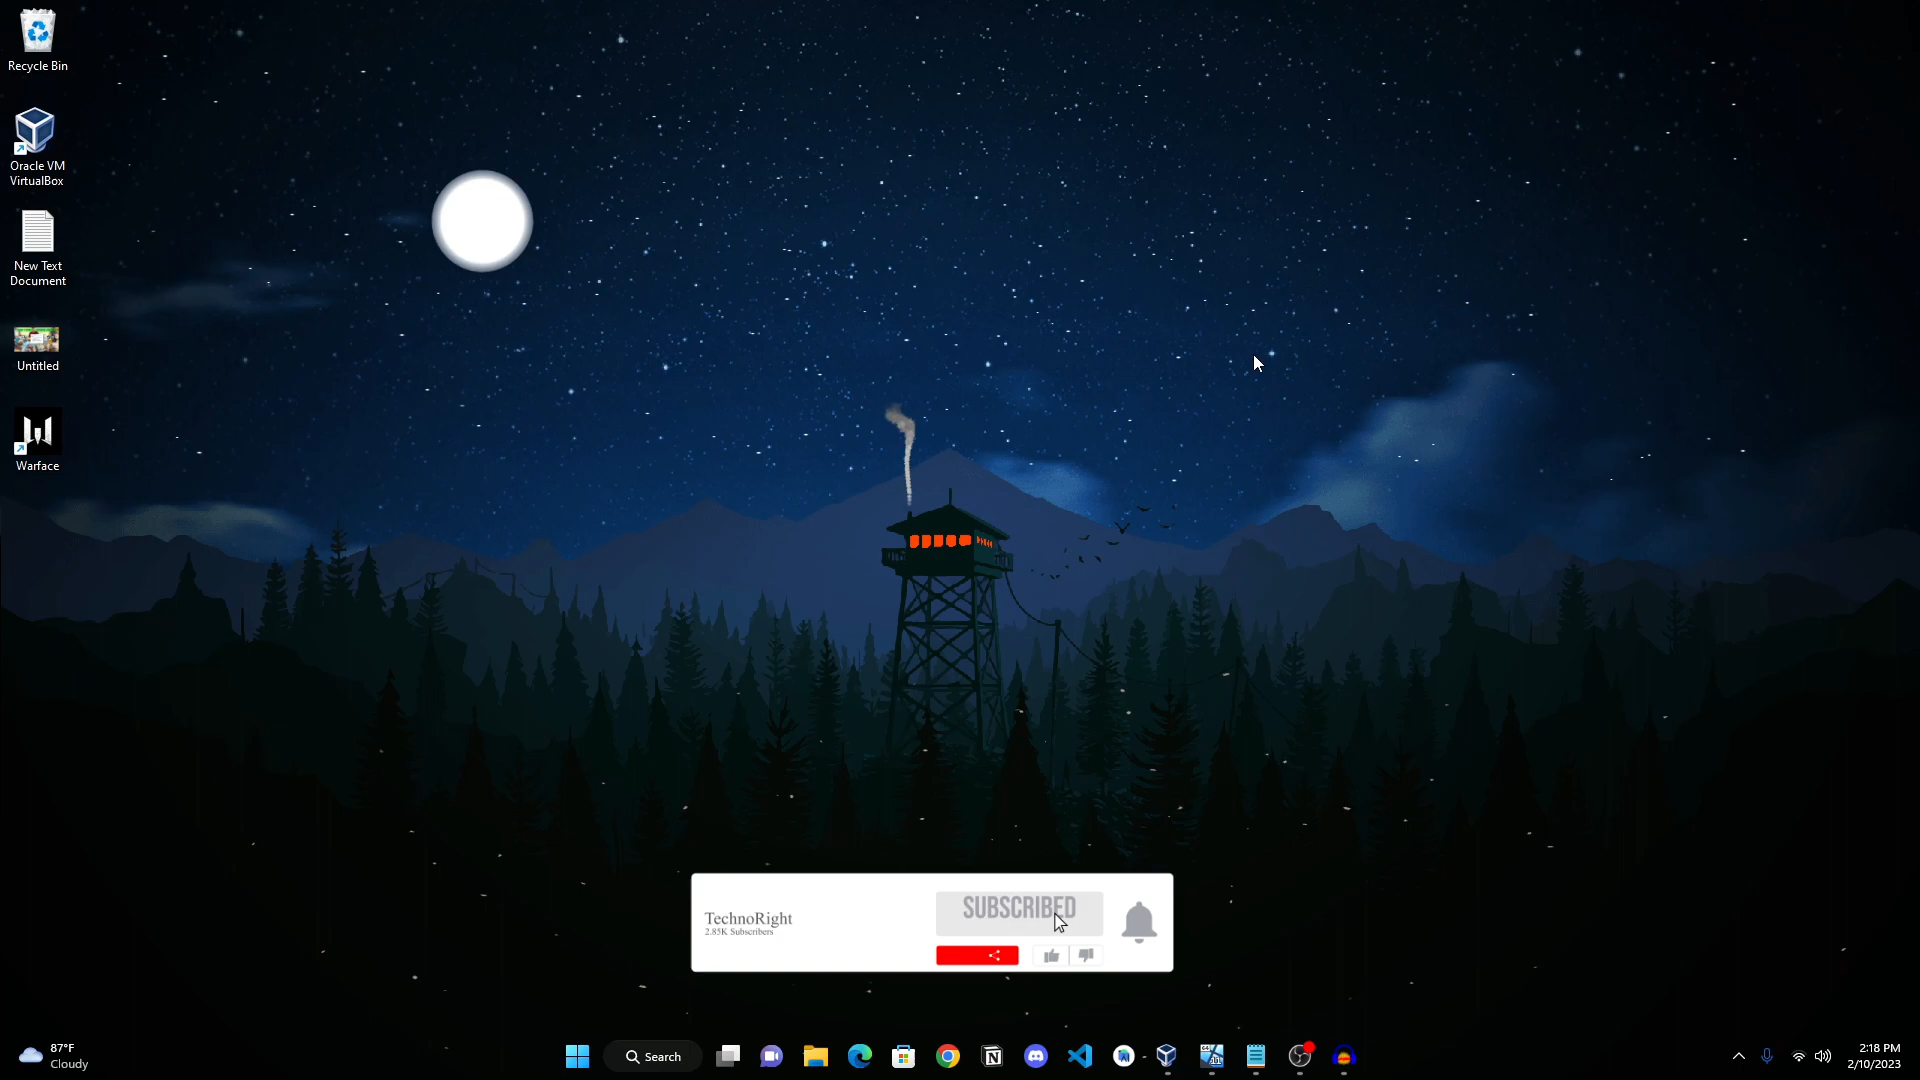 Recycle Bin
Oracle VM
VirtualBox
New Text
Document
Untitled
Warface
TechnoRight
2.85K Subscribers
SUBSCRIBED
87°F
Cloudy
Search
2:18 PM
2/10/2023